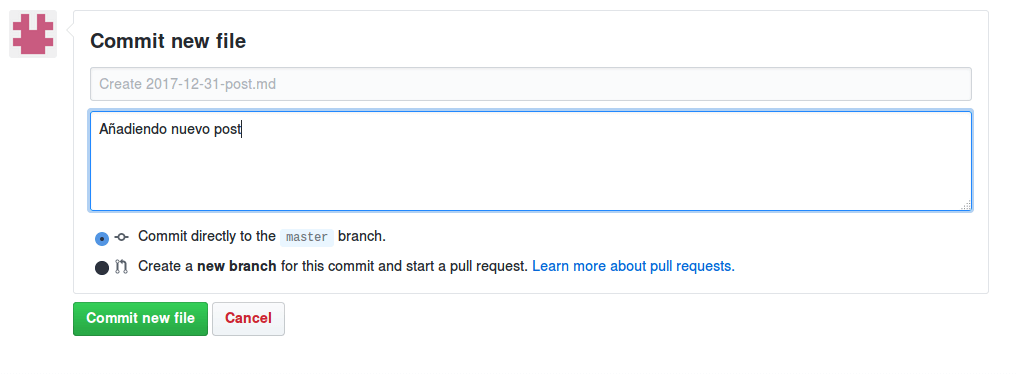 Commit new file
Create 2017-12-31-post.md
Añadiendo nuevo post
Commit directly to the master branch.
Create a new branch for this commit and start a pull request. Learn more about pull requests.
Commit new file Cancel